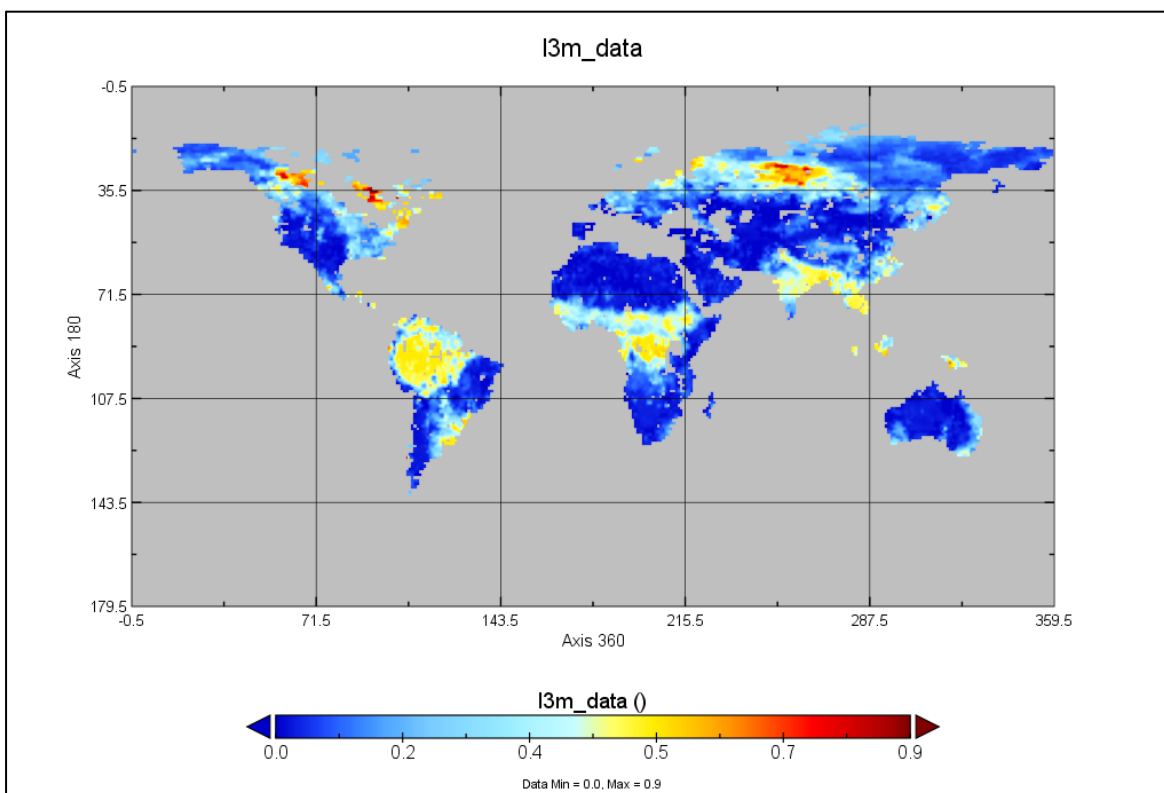 l3m_data
-0.5
35.5
71.5
Axis 180
107.5
143.5
179.5
-0.5 71.5 143.5 215.5 287.5 359.5
Axis 360
l3m_data ()
0.0 0.2 0.4 0.5 0.7 0.9
Data Min = 0.0, Max = 0.9